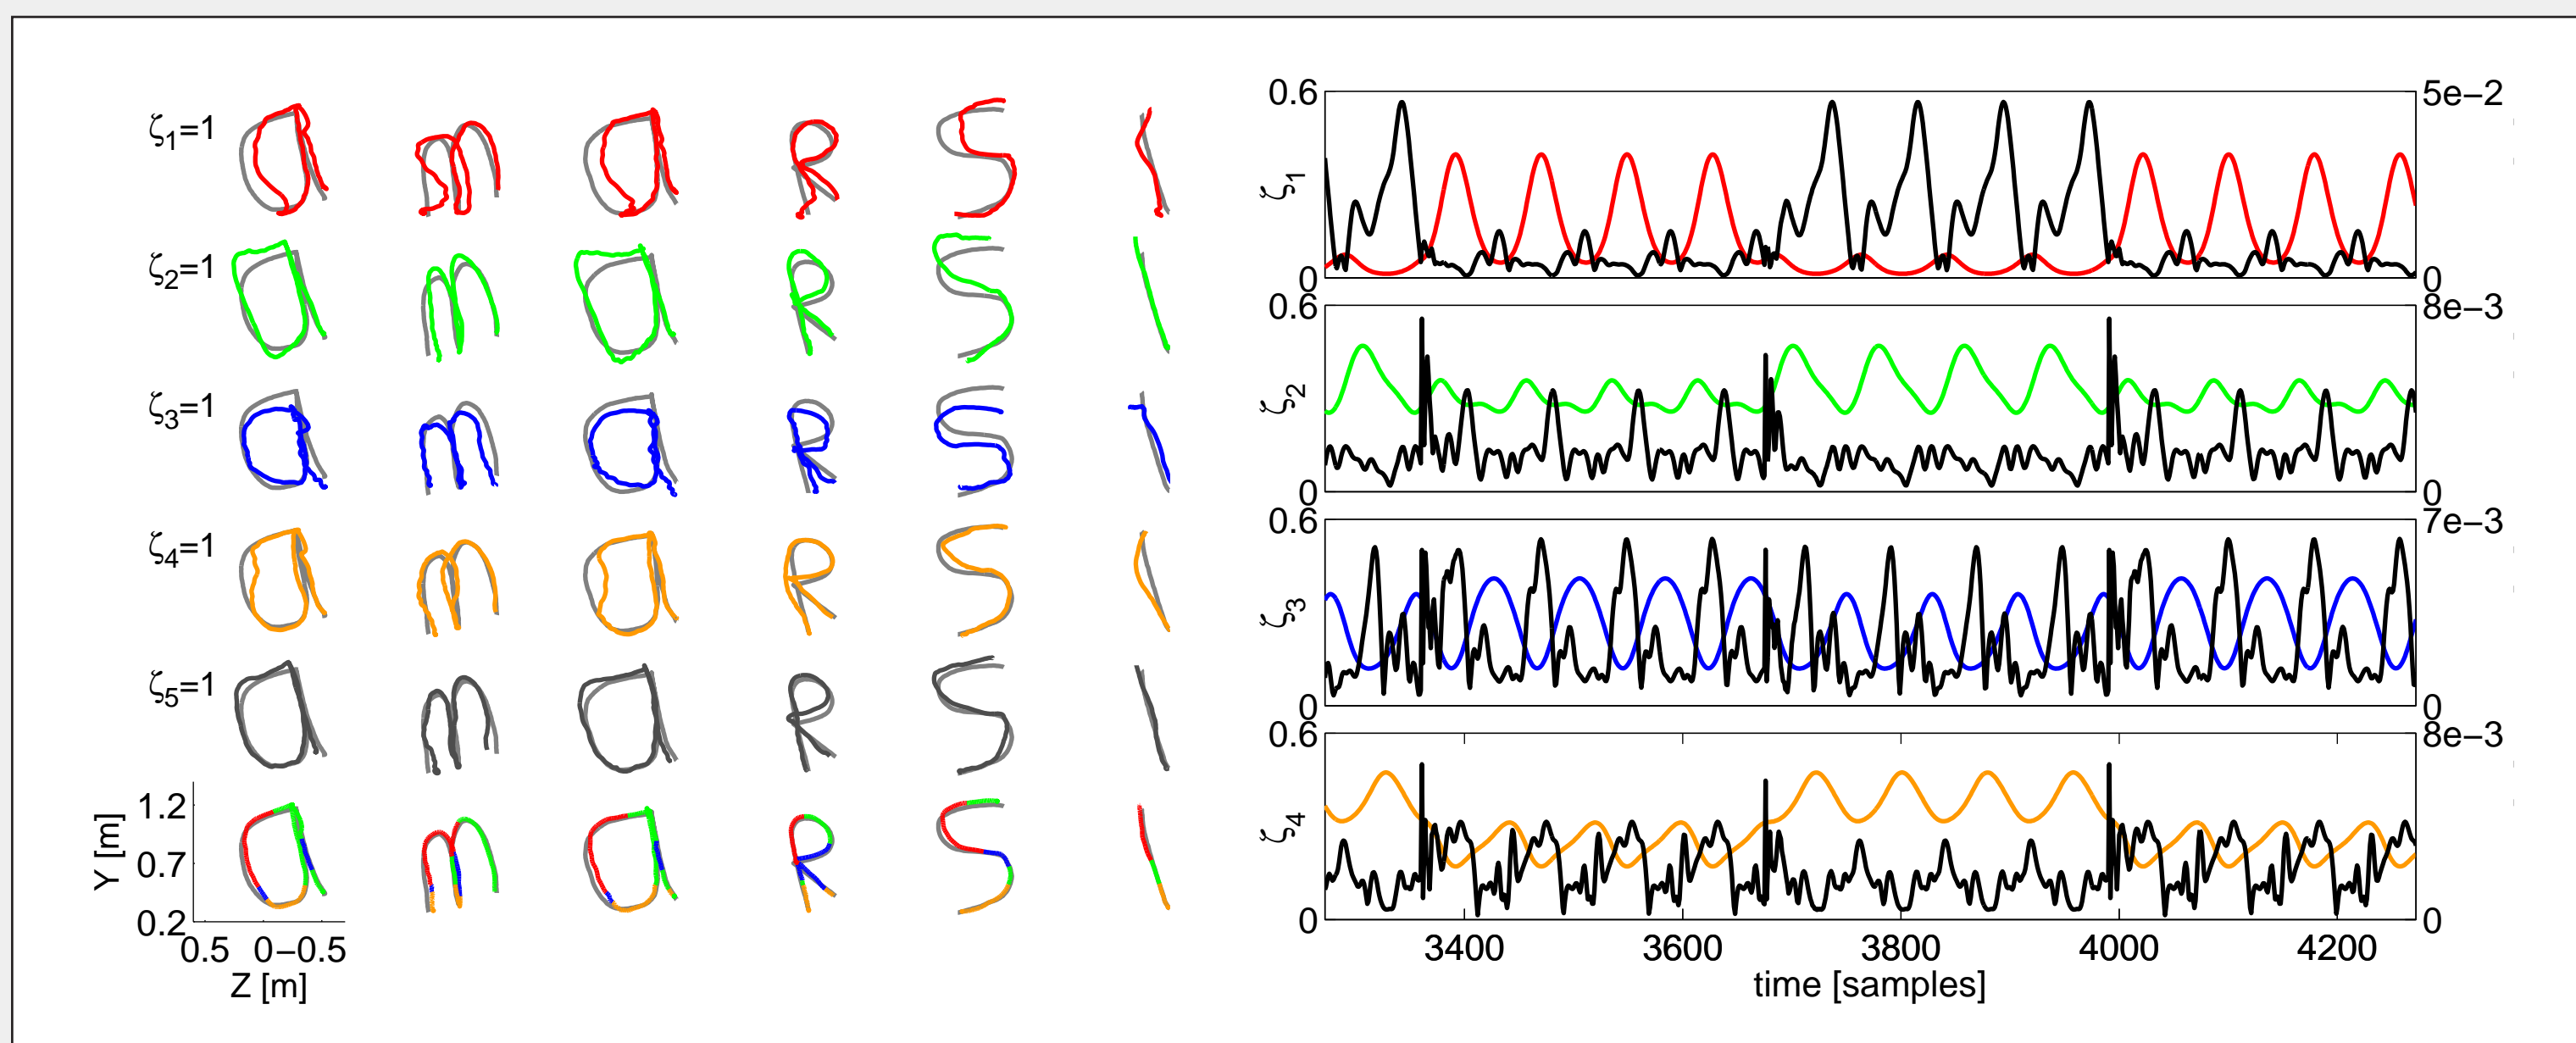 ζ1=1 a m a R S l
ζ2=1 a m a R S l
ζ3=1 a m a R S l
ζ4=1 a m a R S l
ζ5=1 a m a R S l
a m a R S l
Y [m]
1.2
0.7
0.2
0.5 0 −0.5
Z [m]
0.6 5e−2
ζ1
0 0
0.6 8e−3
ζ2
0 0
0.6 7e−3
ζ3
0 0
0.6 8e−3
ζ4
0 0
3400 3600 3800 4000 4200
time [samples]